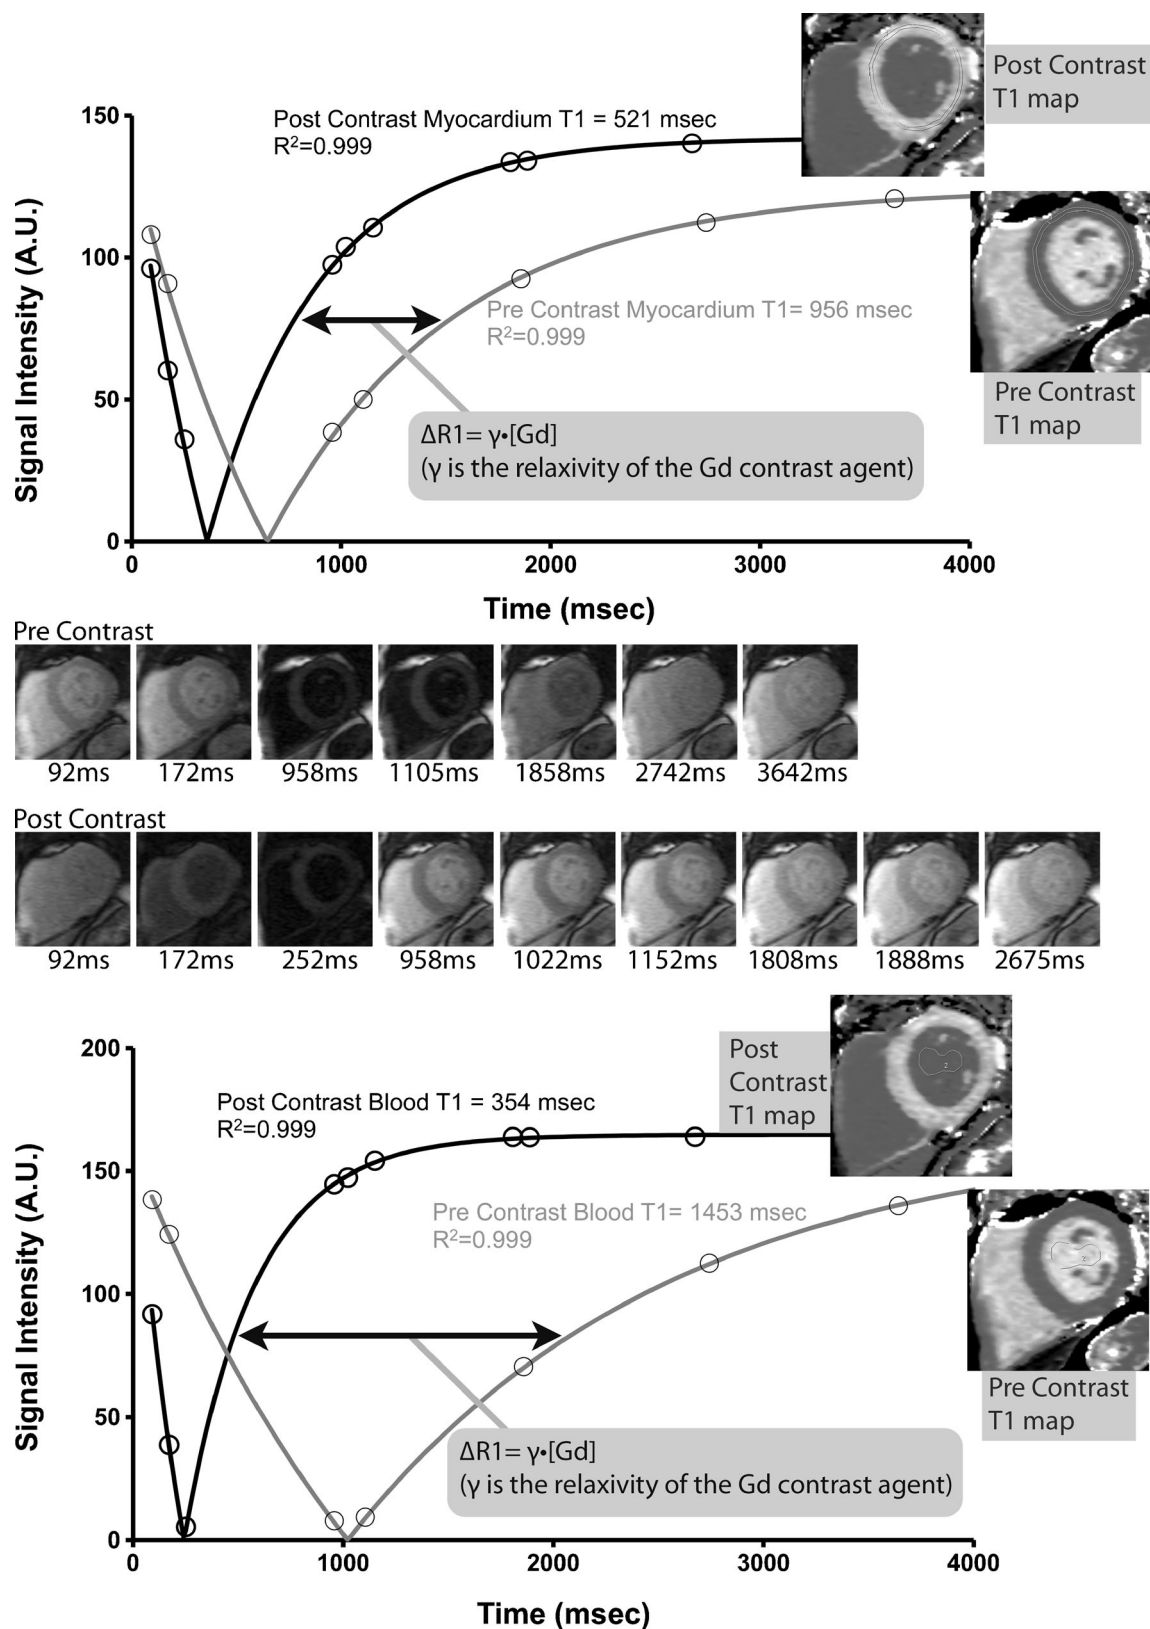 Post Contrast
T1 map
Post Contrast Myocardium T1 = 521 msec
R²=0.999
150
100
50
0
Signal Intensity (A.U.)
Pre Contrast Myocardium T1= 956 msec
R²=0.999
Pre Contrast
T1 map
ΔR1= γ•[Gd]
(γ is the relaxivity of the Gd contrast agent)
0 1000 2000 3000 4000
Time (msec)
Pre Contrast
92ms 172ms 958ms 1105ms 1858ms 2742ms 3642ms
Post Contrast
92ms 172ms 252ms 958ms 1022ms 1152ms 1808ms 1888ms 2675ms
Post
Contrast
T1 map
200
150
100
50
0
Signal Intensity (A.U.)
Post Contrast Blood T1 = 354 msec
R²=0.999
2
Pre Contrast Blood T1= 1453 msec
R²=0.999
2
Pre Contrast
T1 map
ΔR1= γ•[Gd]
(γ is the relaxivity of the Gd contrast agent)
0 1000 2000 3000 4000
Time (msec)